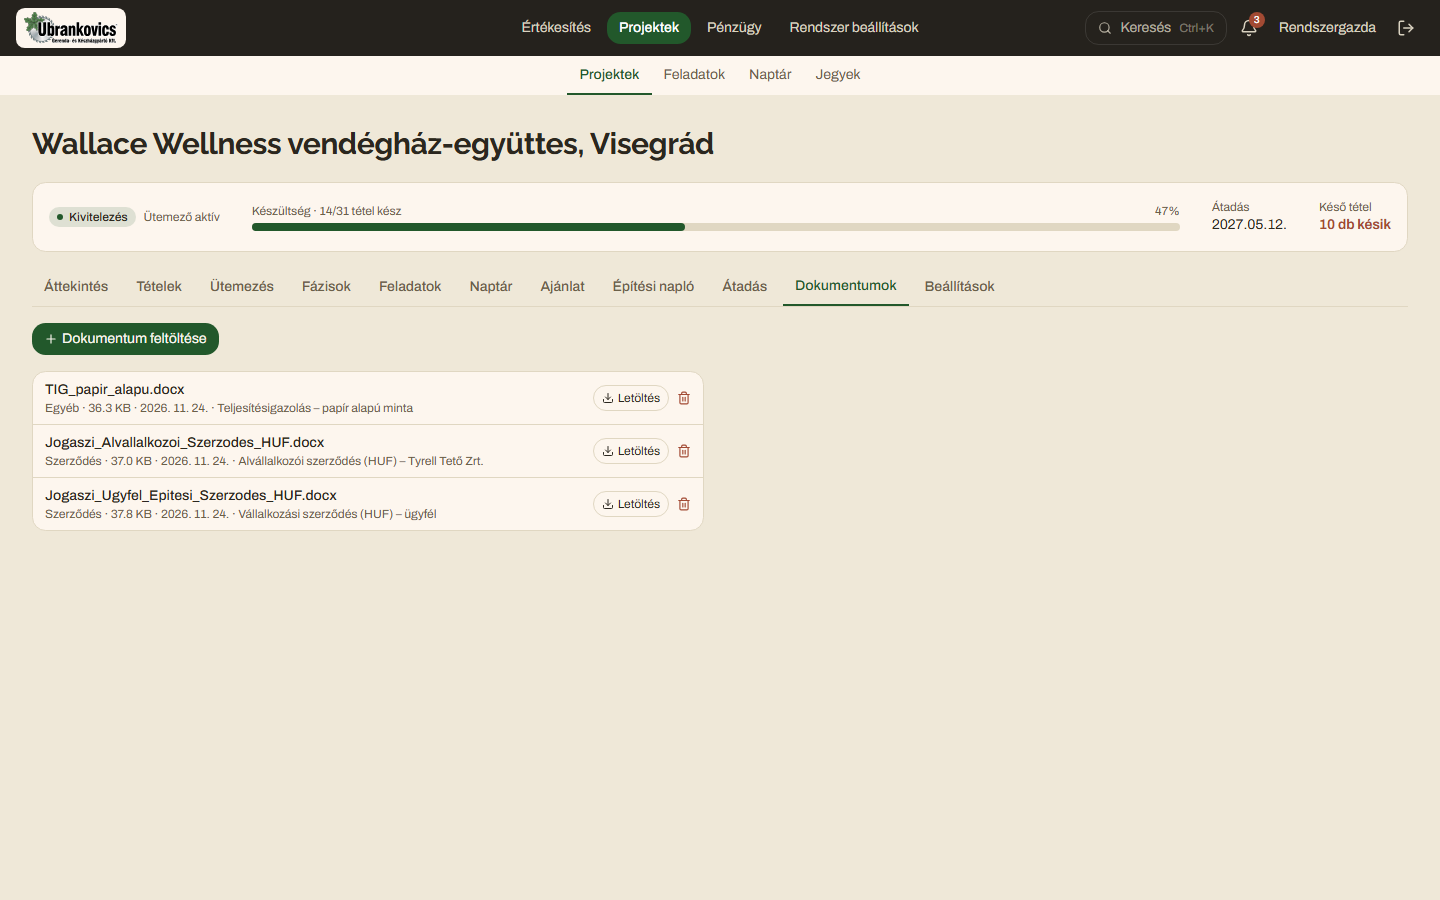 Ubrankovics
Gerenda- és Készházgyártó Kft.
Értékesítés
Projektek
Pénzügy
Rendszer beállítások
Keresés Ctrl+K
3
Rendszergazda
Projektek
Feladatok
Naptár
Jegyek
Wallace Wellness vendégház-együttes, Visegrád
Kivitelezés
Ütemező aktív
Készültség · 14/31 tétel kész
47%
Átadás
2027.05.12.
Késő tétel
10 db késik
Áttekintés
Tételek
Ütemezés
Fázisok
Feladatok
Naptár
Ajánlat
Építési napló
Átadás
Dokumentumok
Beállítások
+ Dokumentum feltöltése
TIG_papir_alapu.docx
Egyéb · 36.3 KB · 2026. 11. 24. · Teljesítésigazolás – papír alapú minta
Letöltés
Jogaszi_Alvallalkozoi_Szerzodes_HUF.docx
Szerződés · 37.0 KB · 2026. 11. 24. · Alvállalkozói szerződés (HUF) – Tyrell Tető Zrt.
Letöltés
Jogaszi_Ugyfel_Epitesi_Szerzodes_HUF.docx
Szerződés · 37.8 KB · 2026. 11. 24. · Vállalkozási szerződés (HUF) – ügyfél
Letöltés